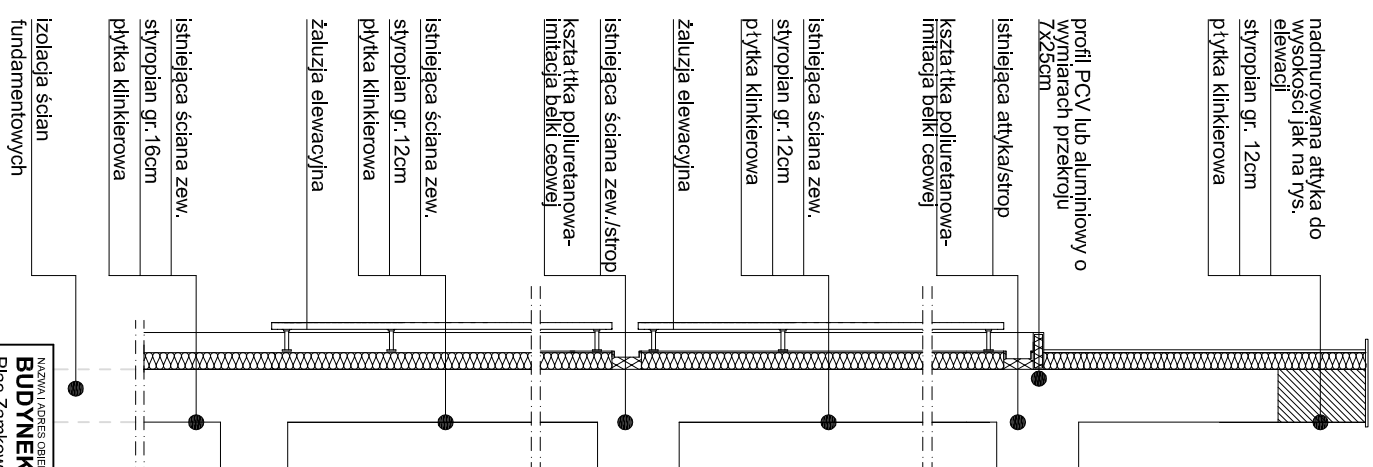 nadmurowana attyka do
wysokości jak na rys.
elewacji
styropian gr. 12cm
płytka klinkierowa
profil PCV lub aluminiowy o
wymiarach przekroju
7x25cm
istniejąca attyka/strop
kształtka poliuretanowa-
imitacja belki ceowej
istniejąca ściana zew.
styropian gr.12cm
płytka klinkierowa
żaluzja elewacyjna
istniejąca ściana zew./strop
kształtka poliuretanowa-
imitacja belki ceowej
istniejąca ściana zew.
styropian gr.12cm
płytka klinkierowa
żaluzja elewacyjna
istniejąca ściana zew.
styropian gr.16cm
płytka klinkierowa
izolacja ścian
fundamentowych
NAZWA I ADRES OBIE
BUDYNEK